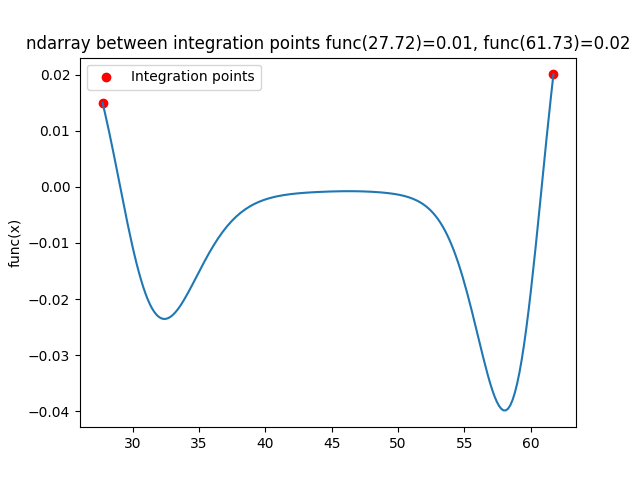 ndarray between integration points func(27.72)=0.01, func(61.73)=0.02
Integration points
func(x)
0.02
0.01
0.00
−0.01
−0.02
−0.03
−0.04
30 35 40 45 50 55 60